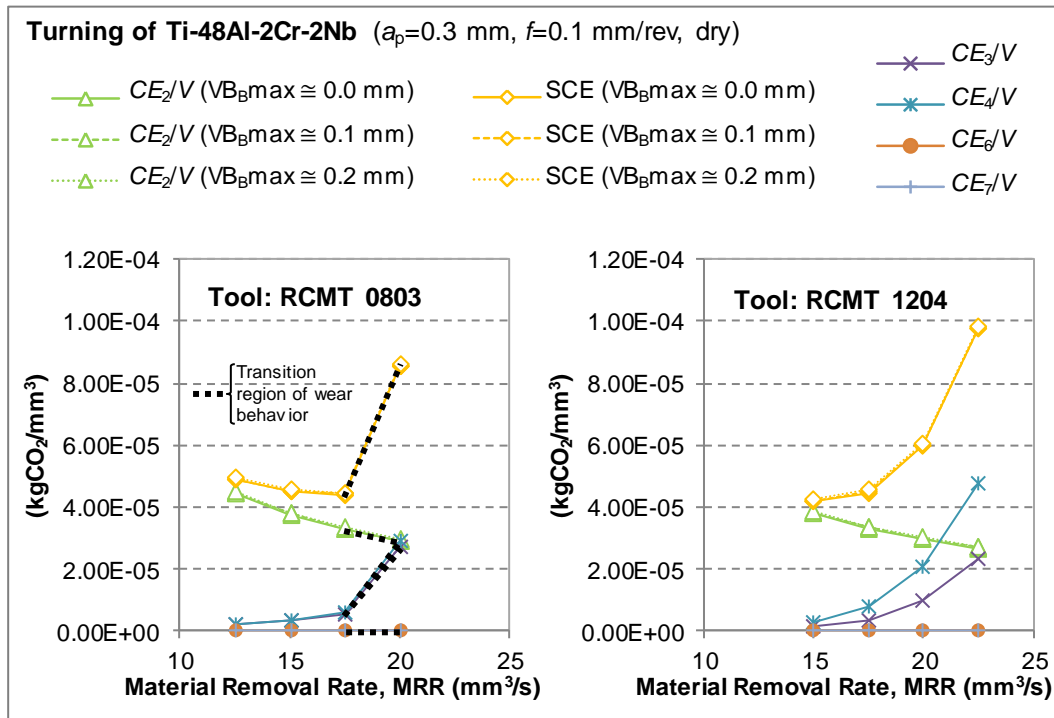 Turning of Ti-48Al-2Cr-2Nb (aₚ=0.3 mm, f=0.1 mm/rev, dry)
CE₂/V (VB_Bmax ≅ 0.0 mm)
CE₂/V (VB_Bmax ≅ 0.1 mm)
CE₂/V (VB_Bmax ≅ 0.2 mm)
SCE (VB_Bmax ≅ 0.0 mm)
SCE (VB_Bmax ≅ 0.1 mm)
SCE (VB_Bmax ≅ 0.2 mm)
CE₃/V
CE₄/V
CE₆/V
CE₇/V
(kgCO₂/mm³)
1.20E-04
1.00E-04
8.00E-05
6.00E-05
4.00E-05
2.00E-05
0.00E+00
Tool: RCMT 0803
Transition
region of wear
behavior
10 15 20 25
Material Removal Rate, MRR (mm³/s)
(kgCO₂/mm³)
1.20E-04
1.00E-04
8.00E-05
6.00E-05
4.00E-05
2.00E-05
0.00E+00
Tool: RCMT 1204
10 15 20 25
Material Removal Rate, MRR (mm³/s)